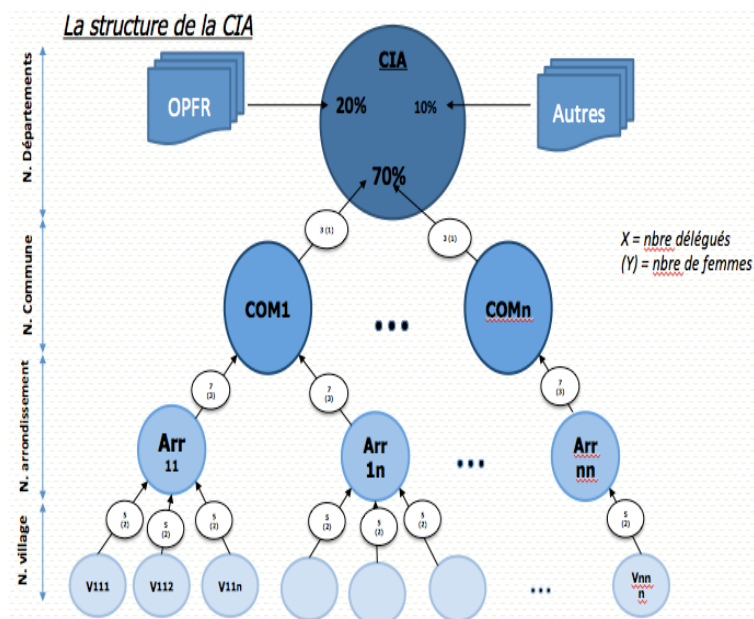 La structure de la CIA
N. Départements
CIA
OPFR
20%
10%
Autres
70%
3 (1)
3 (1)
X = nbre délégués
(Y) = nbre de femmes
N. Commune
COM1
...
COMn
7
(3)
7
(3)
7
(3)
N. arrondissement
Arr
11
Arr
1n
...
Arr
nn
5
(2)
5
(2)
5
(2)
5
(2)
5
(2)
5
(2)
5
(2)
N. village
V111
V112
V11n
...
Vnn
n